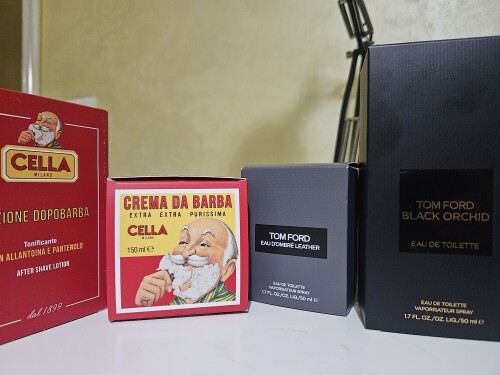 CELLA
MILANO
ZIONE DOPOBARBA
Tonificante
N ALLANTOINA E PANTENOLO
AFTER SHAVE LOTION
dal 1899
CREMA DA BARBA
EXTRA EXTRA PURISSIMA
CELLA
MILANO
150 ml ℮
TOM FORD
EAU D'OMBRÉ LEATHER
EAU DE TOILETTE
VAPORISATEUR SPRAY
1.7 FL. OZ./OZ. LIQ./50 ml ℮
TOM FORD
BLACK ORCHID
EAU DE TOILETTE
EAU DE TOILETTE
VAPORISATEUR SPRAY
1.7 FL. OZ./OZ. LIQ./50 ml ℮